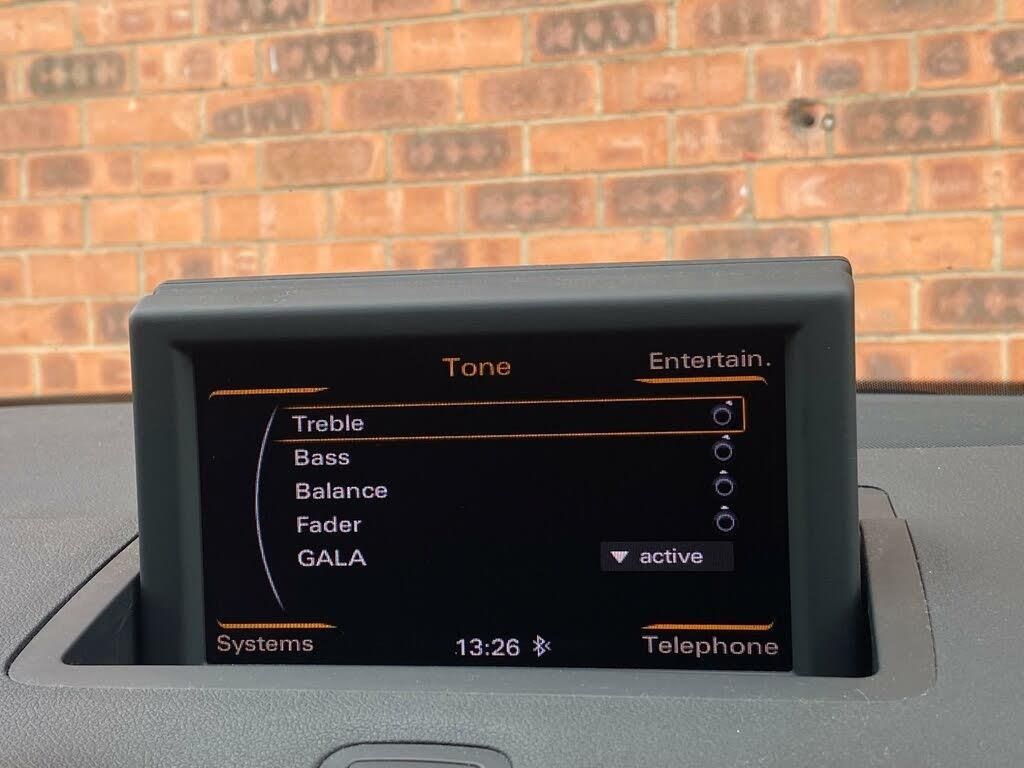 Tone
Entertain.
Treble
Bass
Balance
Fader
GALA
active
Systems
13:26
Telephone